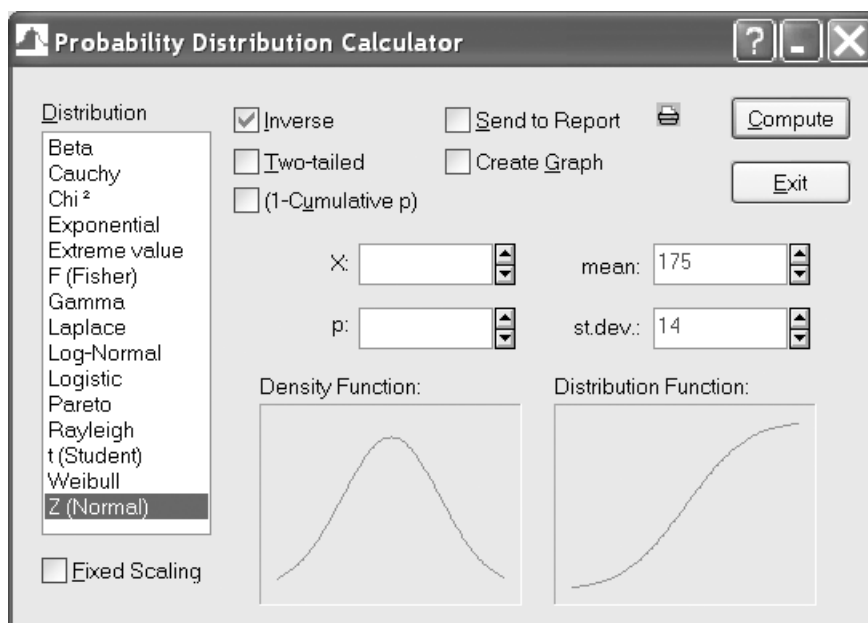 Probability Distribution Calculator
?
Distribution
Beta
Cauchy
Chi ²
Exponential
Extreme value
F (Fisher)
Gamma
Laplace
Log-Normal
Logistic
Pareto
Rayleigh
t (Student)
Weibull
Z (Normal)
Fixed Scaling
Inverse
Two-tailed
(1-Cumulative p)
Send to Report
Create Graph
Compute
Exit
X:
p:
mean: 175
st.dev.: 14
Density Function:
Distribution Function: